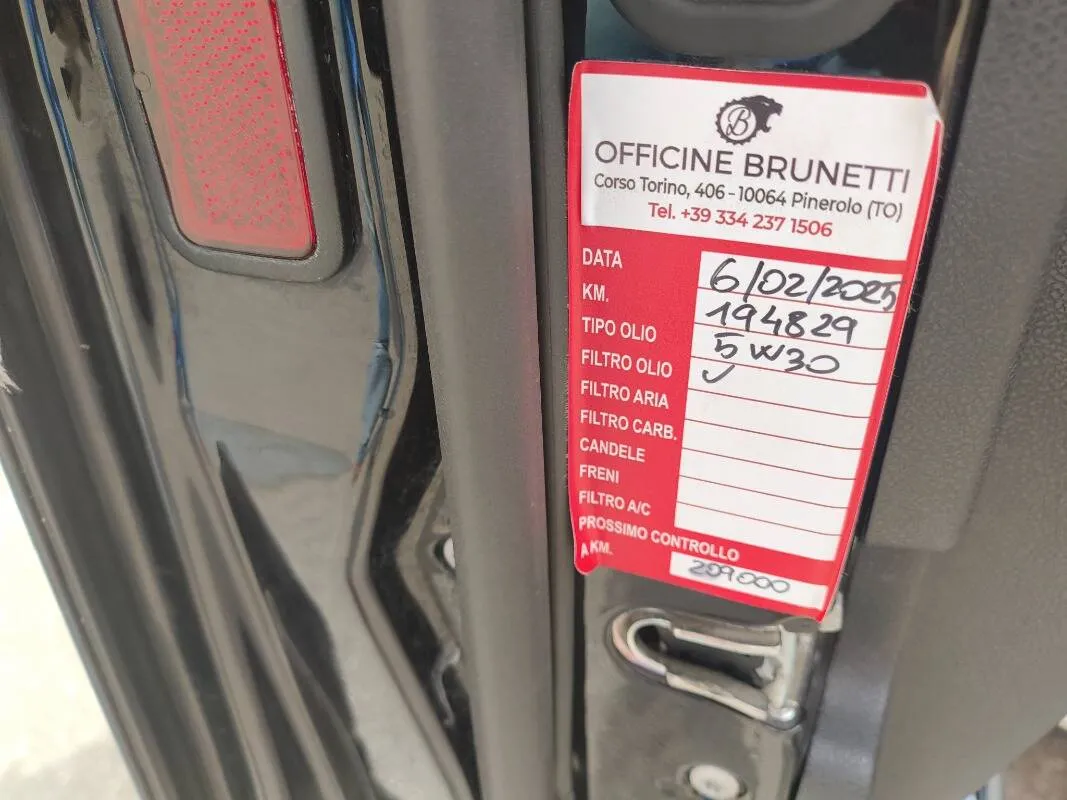 B
OFFICINE BRUNETTI
Corso Torino, 406 - 10064 Pinerolo (TO)
Tel. +39 334 237 1506
DATA 6/02/2025
KM. 194829
TIPO OLIO 5W30
FILTRO OLIO ✓
FILTRO ARIA
FILTRO CARB.
CANDELE
FRENI
FILTRO A/C
PROSSIMO CONTROLLO
A KM. 209000